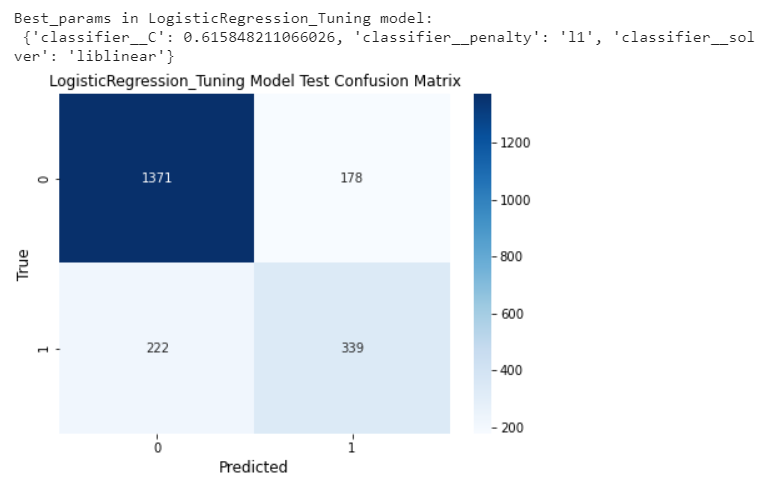 Best_params in LogisticRegression_Tuning model:
{'classifier__C': 0.615848211066026, 'classifier__penalty': 'l1', 'classifier__sol
ver': 'liblinear'}
LogisticRegression_Tuning Model Test Confusion Matrix
1371
178
222
339
0
1
True
0
1
Predicted
1200
1000
800
600
400
200